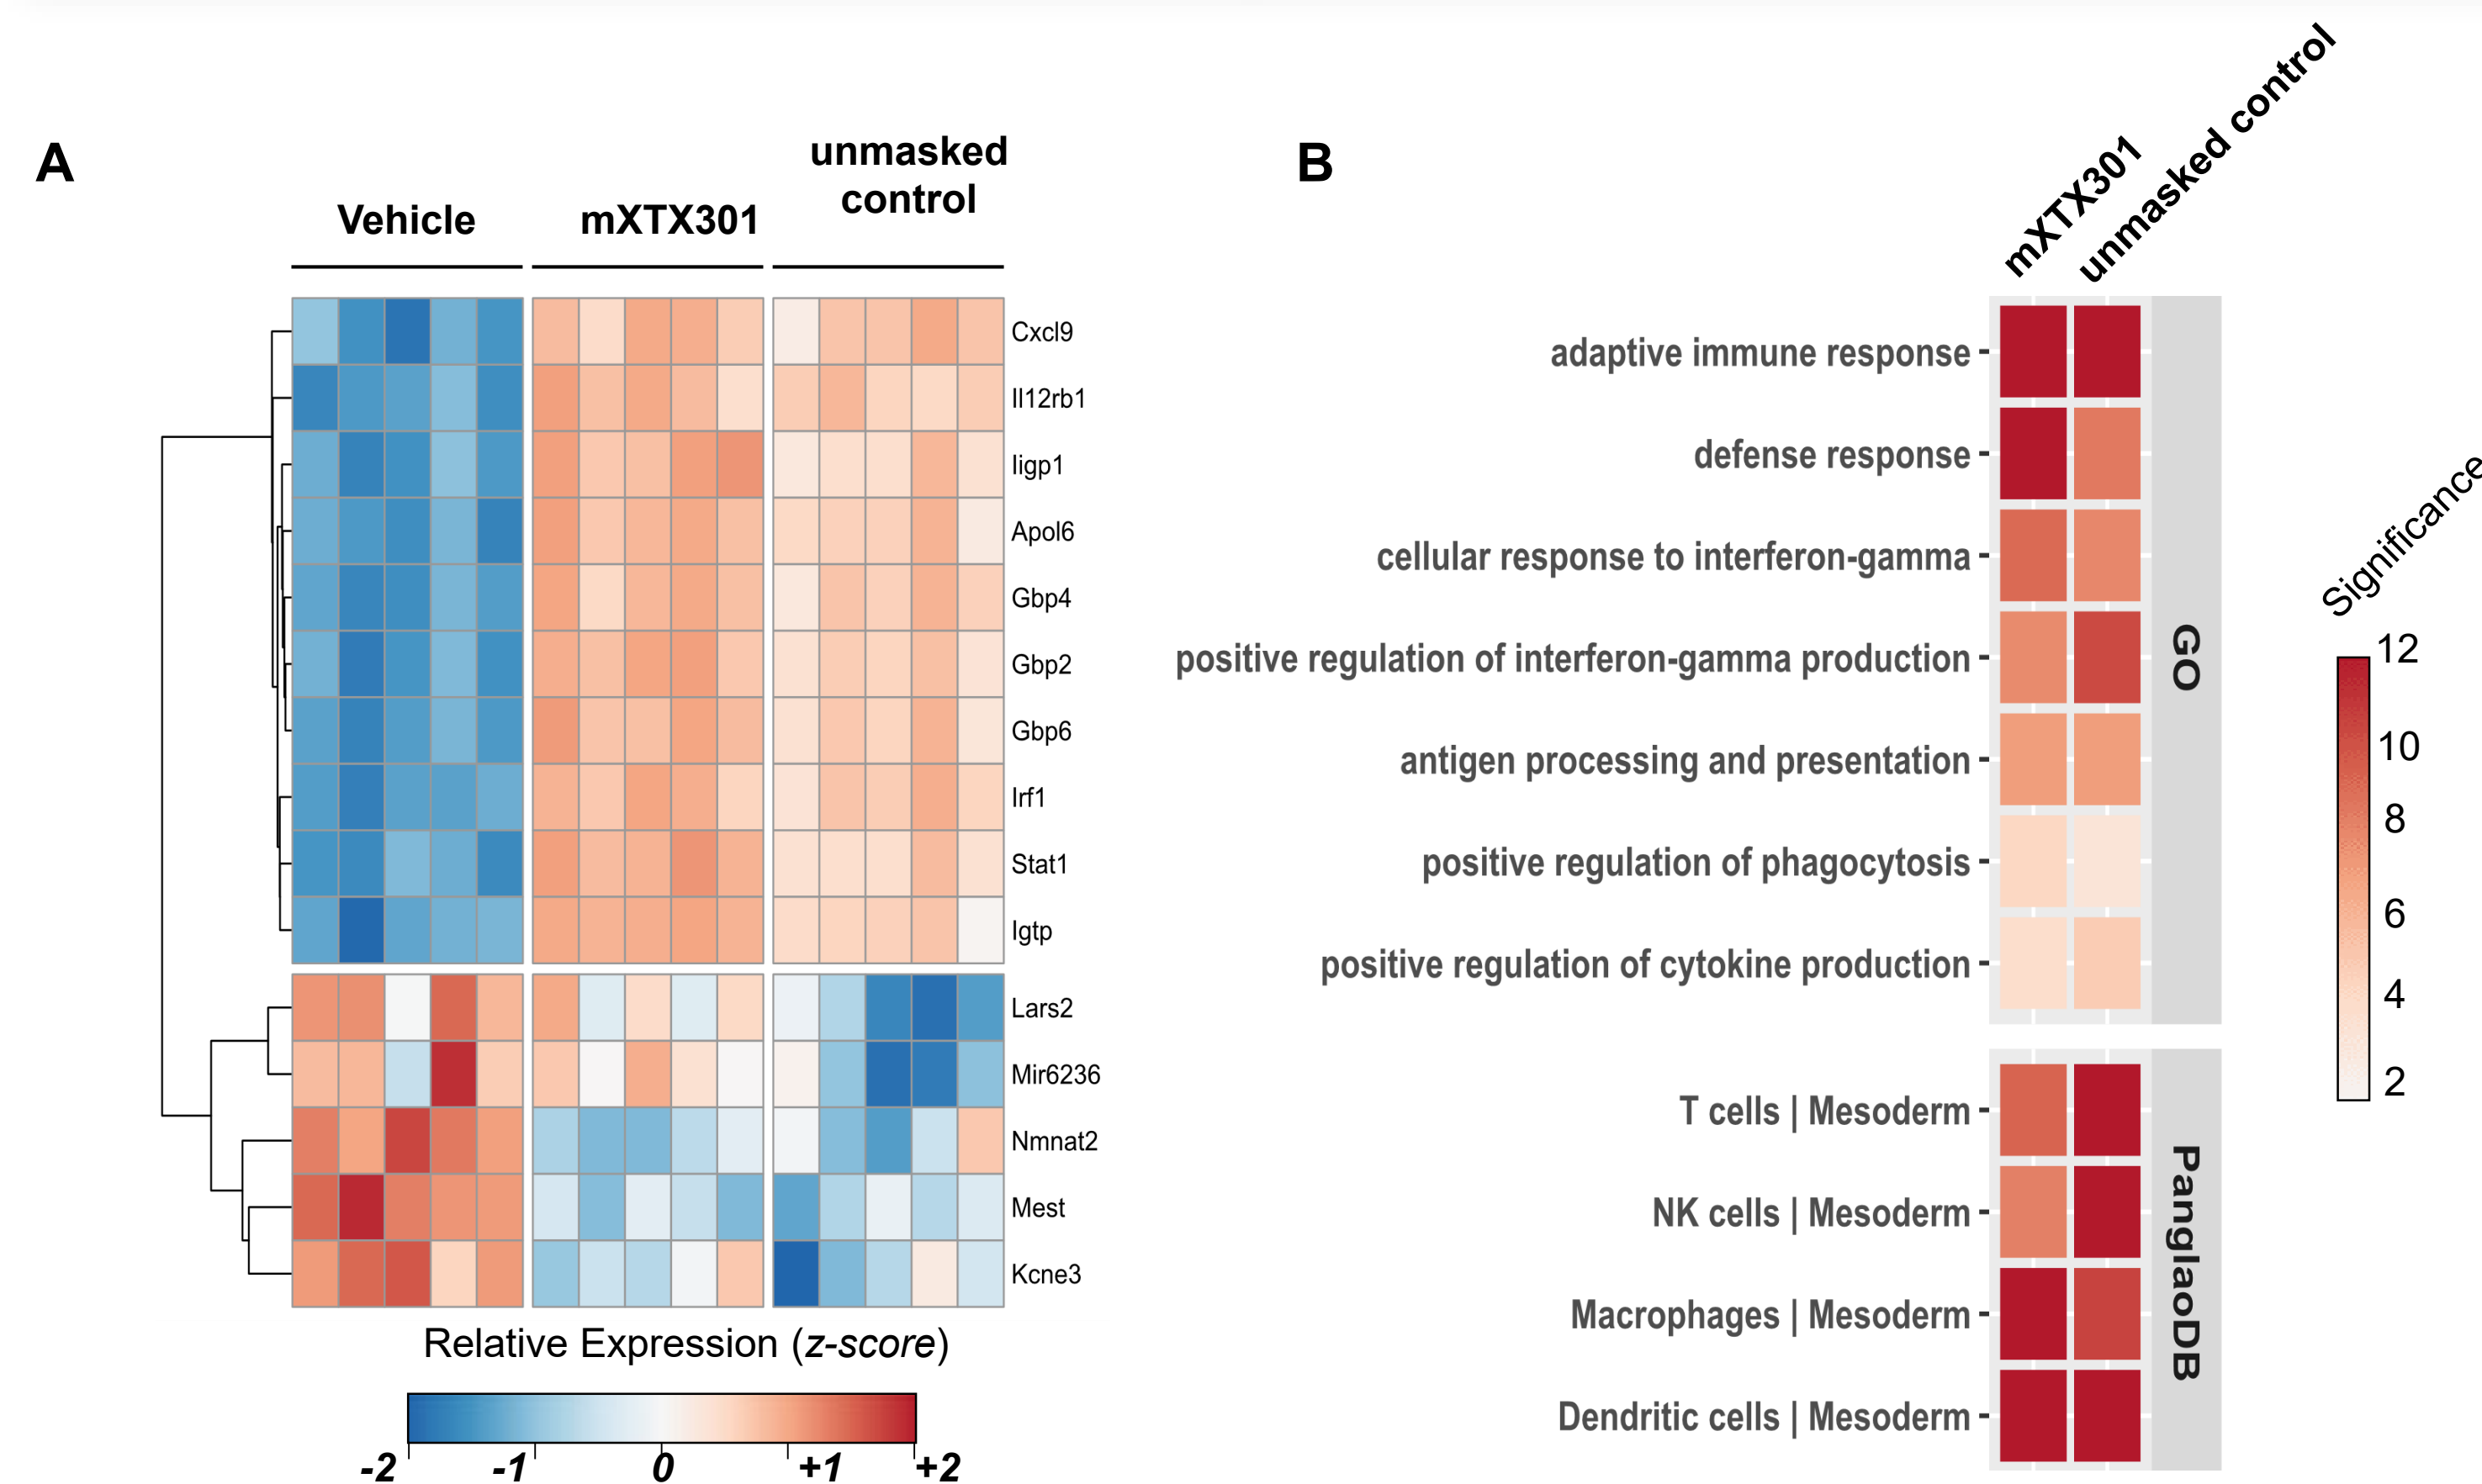 A
Vehicle
mXTX301
unmasked
control
Cxcl9
Il12rb1
Iigp1
Apol6
Gbp4
Gbp2
Gbp6
Irf1
Stat1
Igtp
Lars2
Mir6236
Nmnat2
Mest
Kcne3
Relative Expression (z-score)
-2 -1 0 +1 +2
B
mXTX301
unmasked control
adaptive immune response
defense response
cellular response to interferon-gamma
positive regulation of interferon-gamma production
antigen processing and presentation
positive regulation of phagocytosis
positive regulation of cytokine production
GO
T cells | Mesoderm
NK cells | Mesoderm
Macrophages | Mesoderm
Dendritic cells | Mesoderm
PanglaoDB
Significance
12
10
8
6
4
2